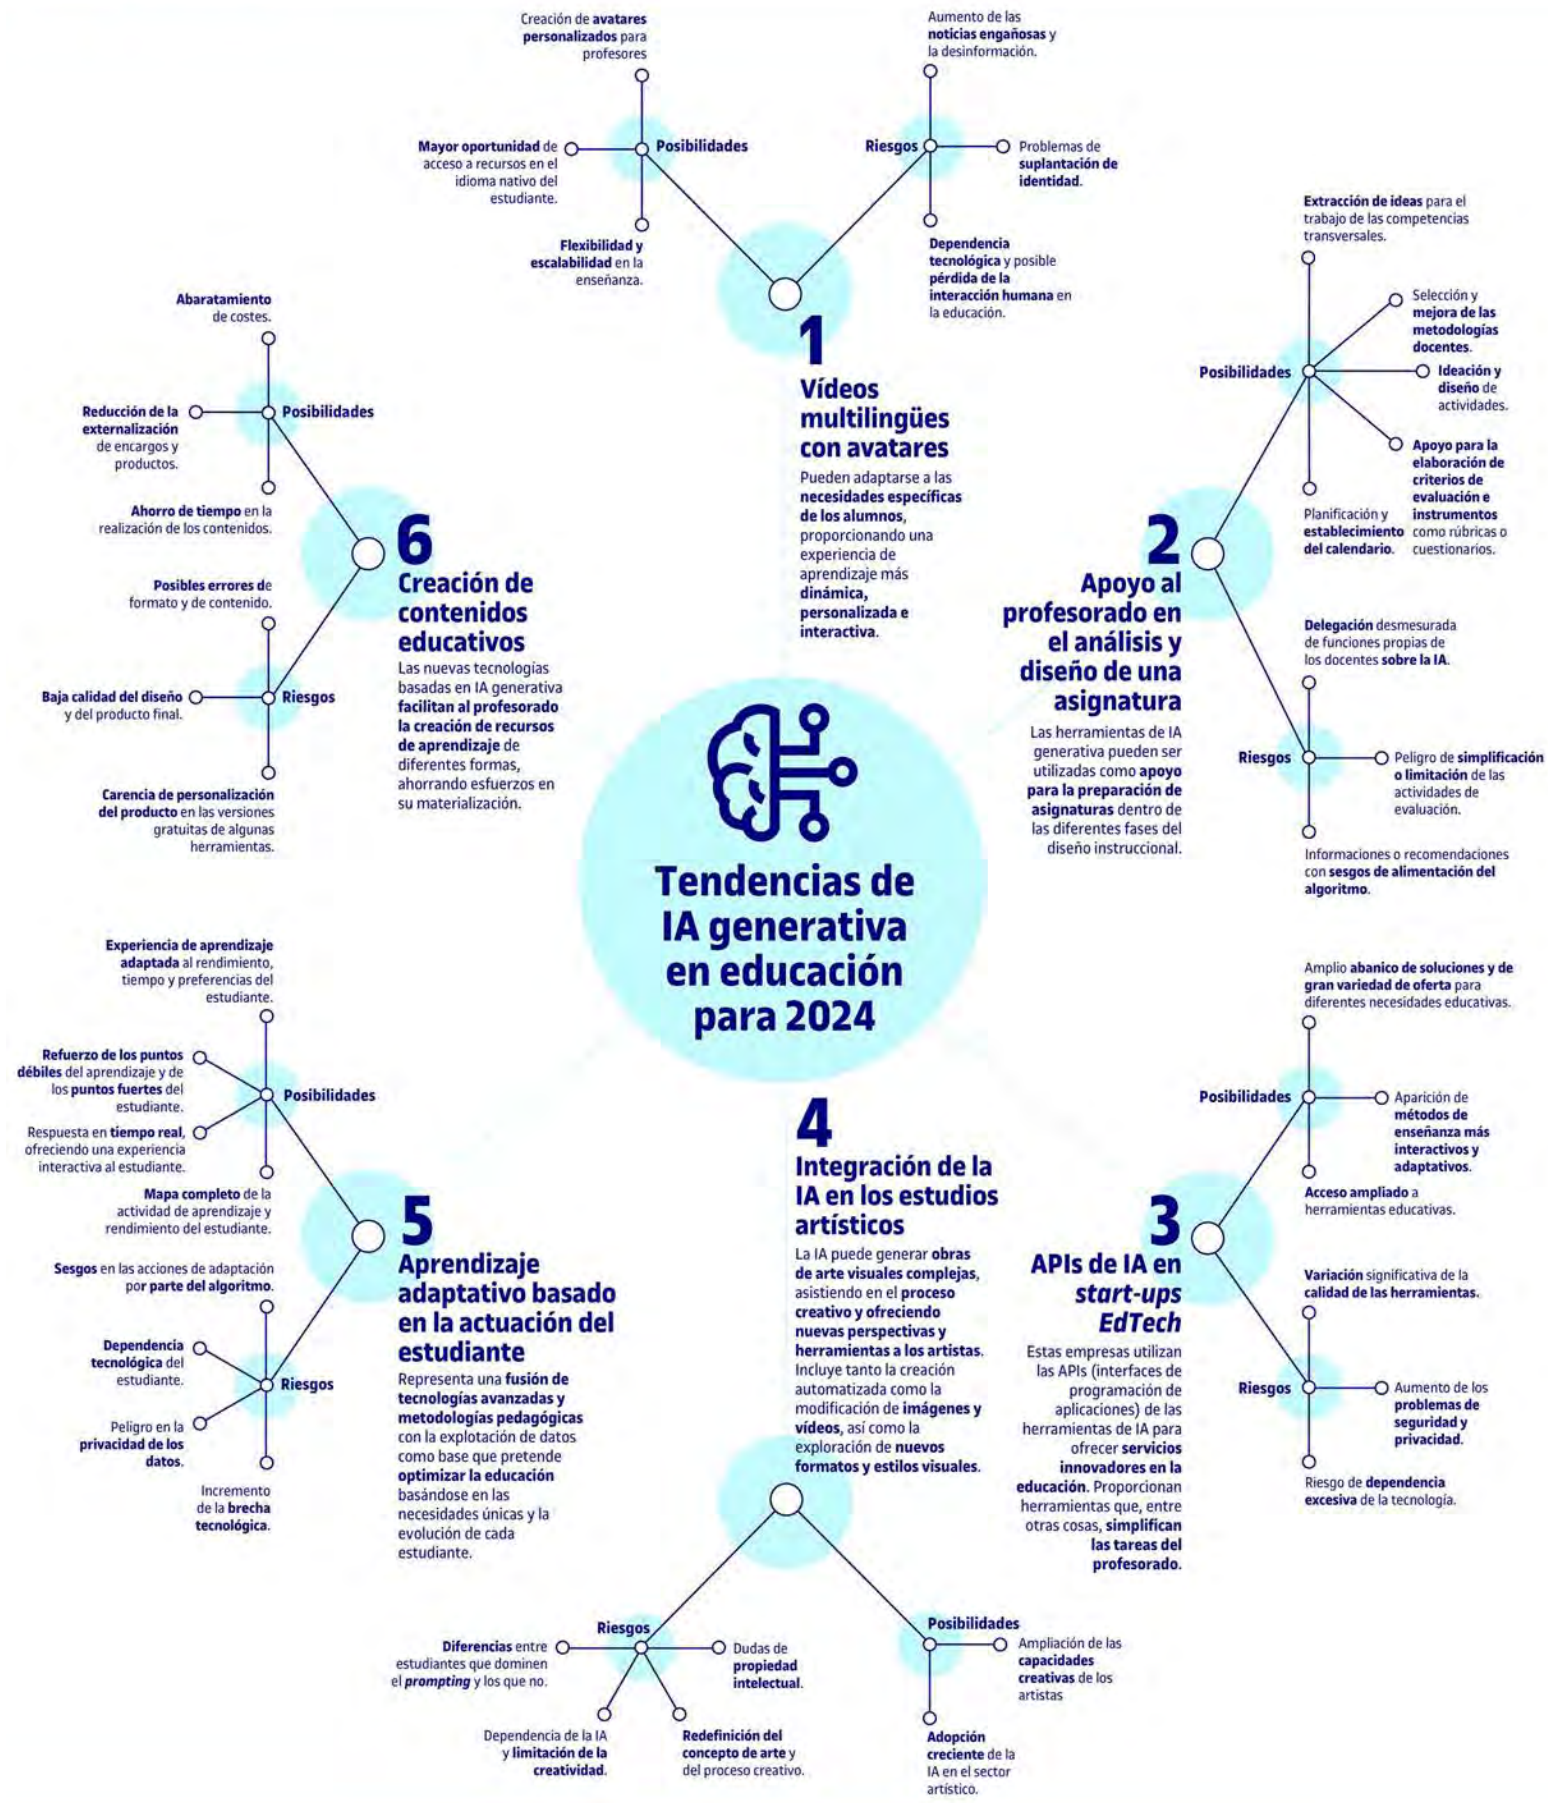 Creación de avatares
personalizados para
profesores
Mayor oportunidad de
acceso a recursos en el
idioma nativo del
estudiante.
Posibilidades
Flexibilidad y
escalabilidad en la
enseñanza.
Aumento de las
noticias engañosas y
la desinformación.
Riesgos
Problemas de
suplantación de
identidad.
Dependencia
tecnológica y posible
pérdida de la
interacción humana en
la educación.
1
Vídeos
multilingües
con avatares
Pueden adaptarse a las
necesidades específicas
de los alumnos,
proporcionando una
experiencia de
aprendizaje más
dinámica,
personalizada e
interactiva.
Extracción de ideas para el
trabajo de las competencias
transversales.
Selección y
mejora de las
metodologías
docentes.
Posibilidades
Ideación y
diseño de
actividades.
Apoyo para la
elaboración de
criterios de
evaluación e
instrumentos
como rúbricas o
cuestionarios.
Planificación y
establecimiento
del calendario.
2
Apoyo al
profesorado en
el análisis y
diseño de una
asignatura
Las herramientas de IA
generativa pueden ser
utilizadas como apoyo
para la preparación de
asignaturas dentro de
las diferentes fases del
diseño instruccional.
Delegación desmesurada
de funciones propias de
los docentes sobre la IA.
Riesgos
Peligro de simplificación
o limitación de las
actividades de
evaluación.
Informaciones o recomendaciones
con sesgos de alimentación del
algoritmo.
Abaratamiento
de costes.
Reducción de la
externalización
de encargos y
productos.
Posibilidades
Ahorro de tiempo en la
realización de los contenidos.
6
Creación de
contenidos
educativos
Las nuevas tecnologías
basadas en IA generativa
facilitan al profesorado
la creación de recursos
de aprendizaje de
diferentes formas,
ahorrando esfuerzos en
su materialización.
Posibles errores de
formato y de contenido.
Baja calidad del diseño
y del producto final.
Riesgos
Carencia de personalización
del producto en las versiones
gratuitas de algunas
herramientas.
Tendencias de
IA generativa
en educación
para 2024
Experiencia de aprendizaje
adaptada al rendimiento,
tiempo y preferencias del
estudiante.
Refuerzo de los puntos
débiles del aprendizaje y de
los puntos fuertes del
estudiante.
Posibilidades
Respuesta en tiempo real,
ofreciendo una experiencia
interactiva al estudiante.
Mapa completo de la
actividad de aprendizaje y
rendimiento del estudiante.
5
Aprendizaje
adaptativo basado
en la actuación del
estudiante
Representa una fusión de
tecnologías avanzadas y
metodologías pedagógicas
con la explotación de datos
como base que pretende
optimizar la educación
basándose en las
necesidades únicas y la
evolución de cada
estudiante.
Sesgos en las acciones de adaptación
por parte del algoritmo.
Dependencia
tecnológica del
estudiante.
Riesgos
Peligro en la
privacidad de los
datos.
Incremento
de la brecha
tecnológica.
4
Integración de la
IA en los estudios
artísticos
La IA puede generar obras
de arte visuales complejas,
asistiendo en el proceso
creativo y ofreciendo
nuevas perspectivas y
herramientas a los artistas.
Incluye tanto la creación
automatizada como la
modificación de imágenes y
vídeos, así como la
exploración de nuevos
formatos y estilos visuales.
Riesgos
Diferencias entre
estudiantes que dominen
el prompting y los que no.
Dudas de
propiedad
intelectual.
Dependencia de la IA
y limitación de la
creatividad.
Redefinición del
concepto de arte y
del proceso creativo.
Posibilidades
Ampliación de las
capacidades
creativas de los
artistas
Adopción
creciente de la
IA en el sector
artístico.
Amplio abanico de soluciones y de
gran variedad de oferta para
diferentes necesidades educativas.
Posibilidades
Aparición de
métodos de
enseñanza más
interactivos y
adaptativos.
Acceso ampliado a
herramientas educativas.
3
APIs de IA en
start-ups
EdTech
Estas empresas utilizan
las APIs (interfaces de
programación de
aplicaciones) de las
herramientas de IA para
ofrecer servicios
innovadores en la
educación. Proporcionan
herramientas que, entre
otras cosas, simplifican
las tareas del
profesorado.
Variación significativa de la
calidad de las herramientas.
Riesgos
Aumento de los
problemas de
seguridad y
privacidad.
Riesgo de dependencia
excesiva de la tecnología.